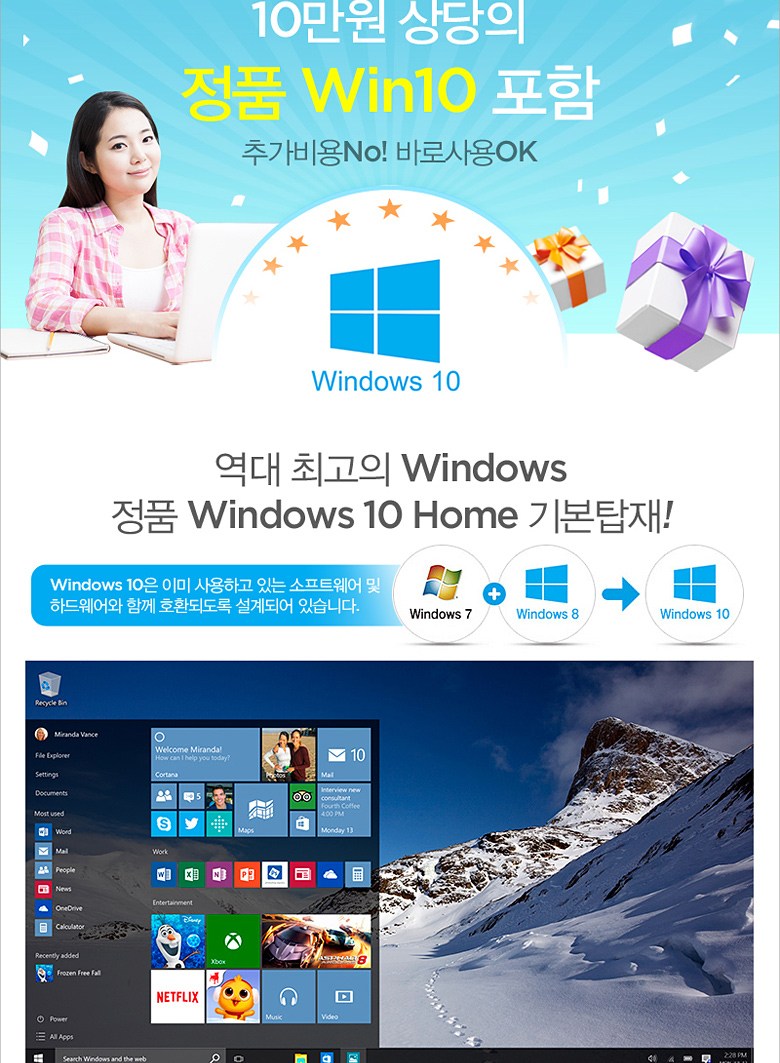 10만원 상당의
정품 Win10 포함
추가비용No! 바로사용OK
Windows 10
역대 최고의 Windows
정품 Windows 10 Home 기본탑재!
Windows 10은 이미 사용하고 있는 소프트웨어 및
하드웨어와 함께 호환되도록 설계되어 있습니다.
Windows 7
Windows 8
Windows 10
Recycle Bin
Miranda Vance
File Explorer
Settings
Documents
Most used
Word
Mail
People
News
OneDrive
Calculator
Recently added
Frozen Free Fall
Power
All Apps
Welcome Miranda!
How can I help you today?
Cortana
Photos
10
Mail
5
Maps
Interview new
consultant
Fourth Coffee
4:00 PM
Monday 13
Work
Entertainment
Disney
Xbox
ASPHALT 8
NETFLIX
Music
Video
Search Windows and the web
2:28 PM